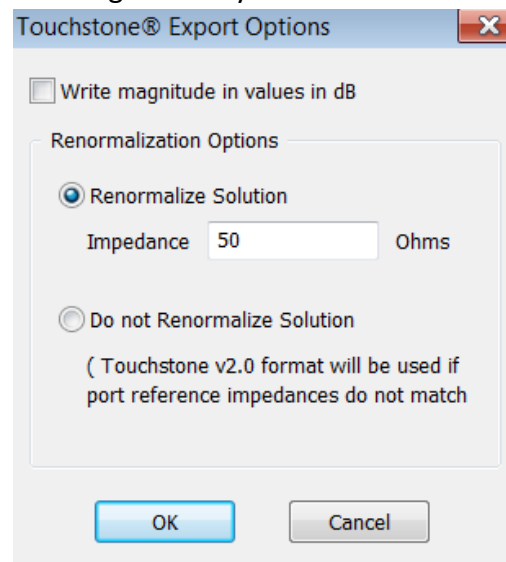 Touchstone® Export Options
Write magnitude in values in dB
Renormalization Options
Renormalize Solution
Impedance 50 Ohms
Do not Renormalize Solution
( Touchstone v2.0 format will be used if
port reference impedances do not match
OK Cancel